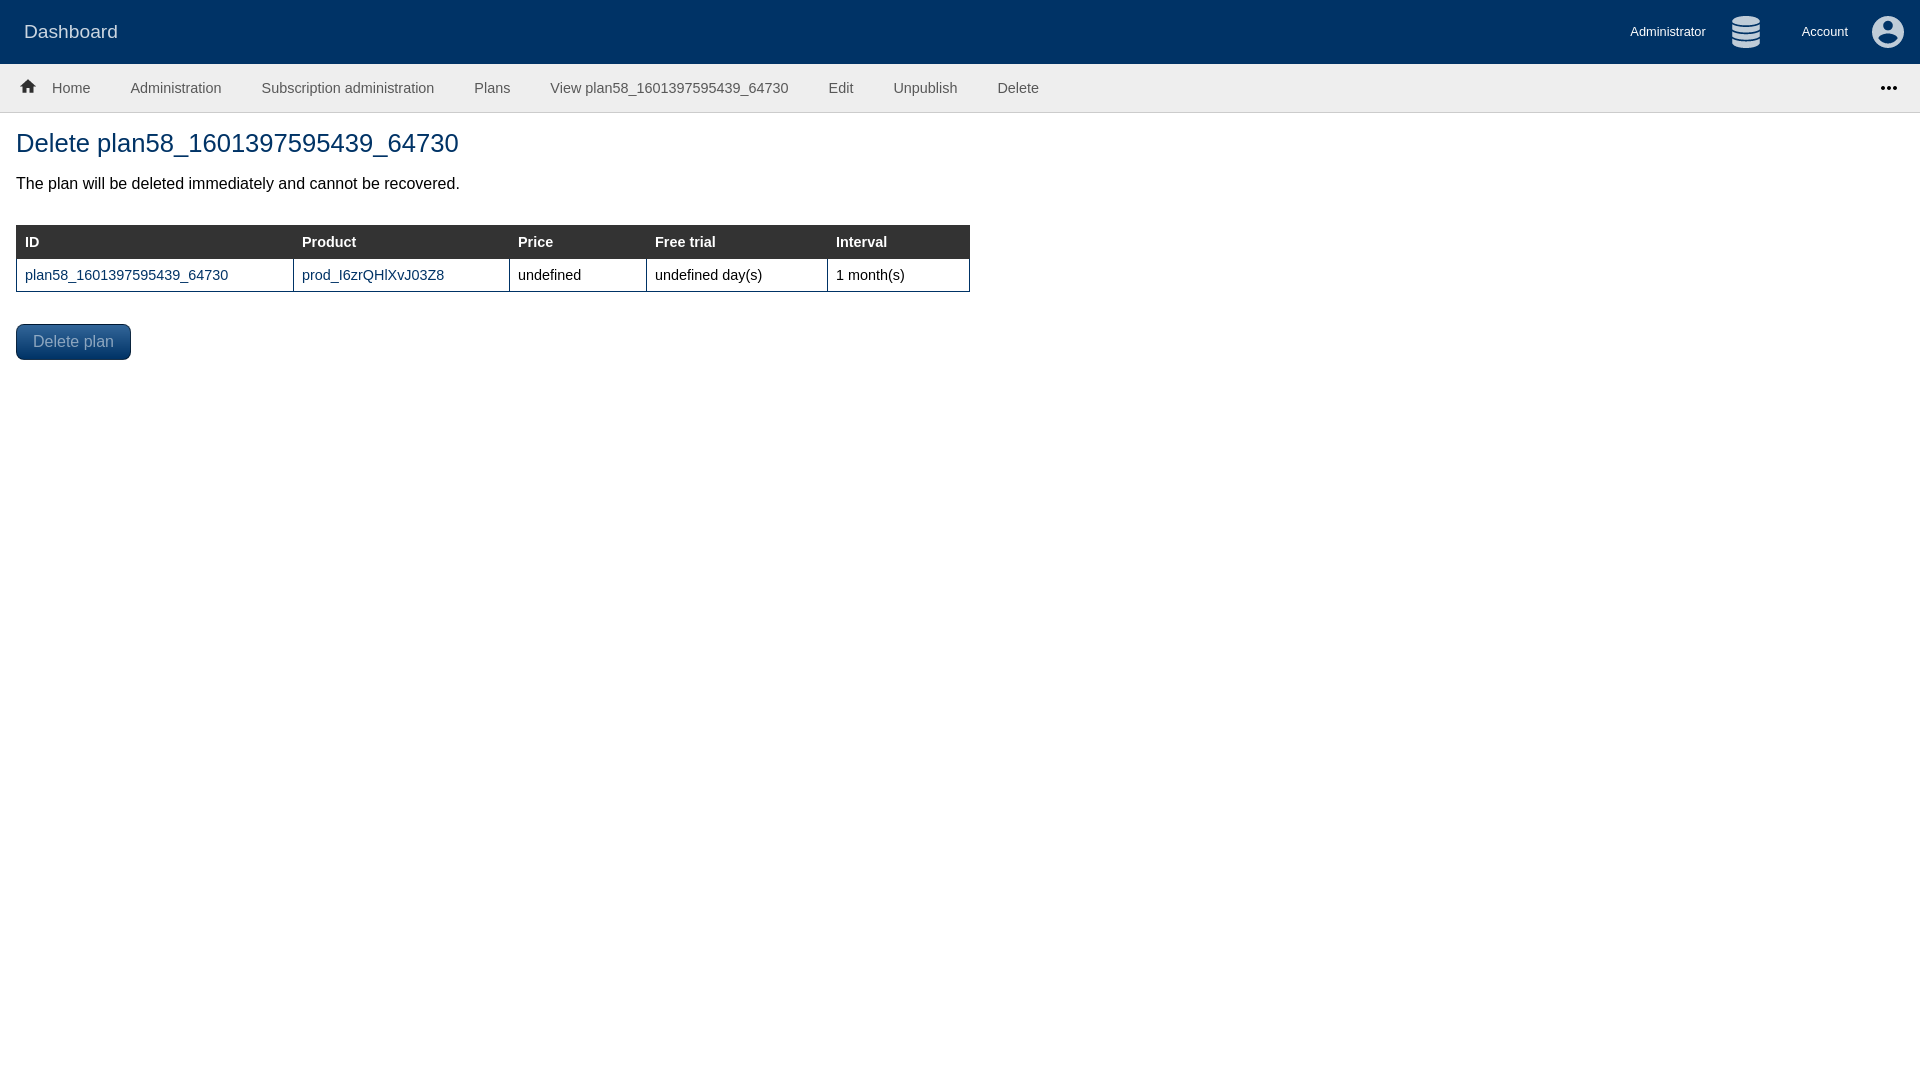 Dashboard
Administrator
Account
Home Administration Subscription administration Plans View plan58_1601397595439_64730 Edit Unpublish Delete
Delete plan58_1601397595439_64730
The plan will be deleted immediately and cannot be recovered.
ID Product Price Free trial Interval
plan58_1601397595439_64730 prod_I6zrQHlXvJ03Z8 undefined undefined day(s) 1 month(s)
Delete plan